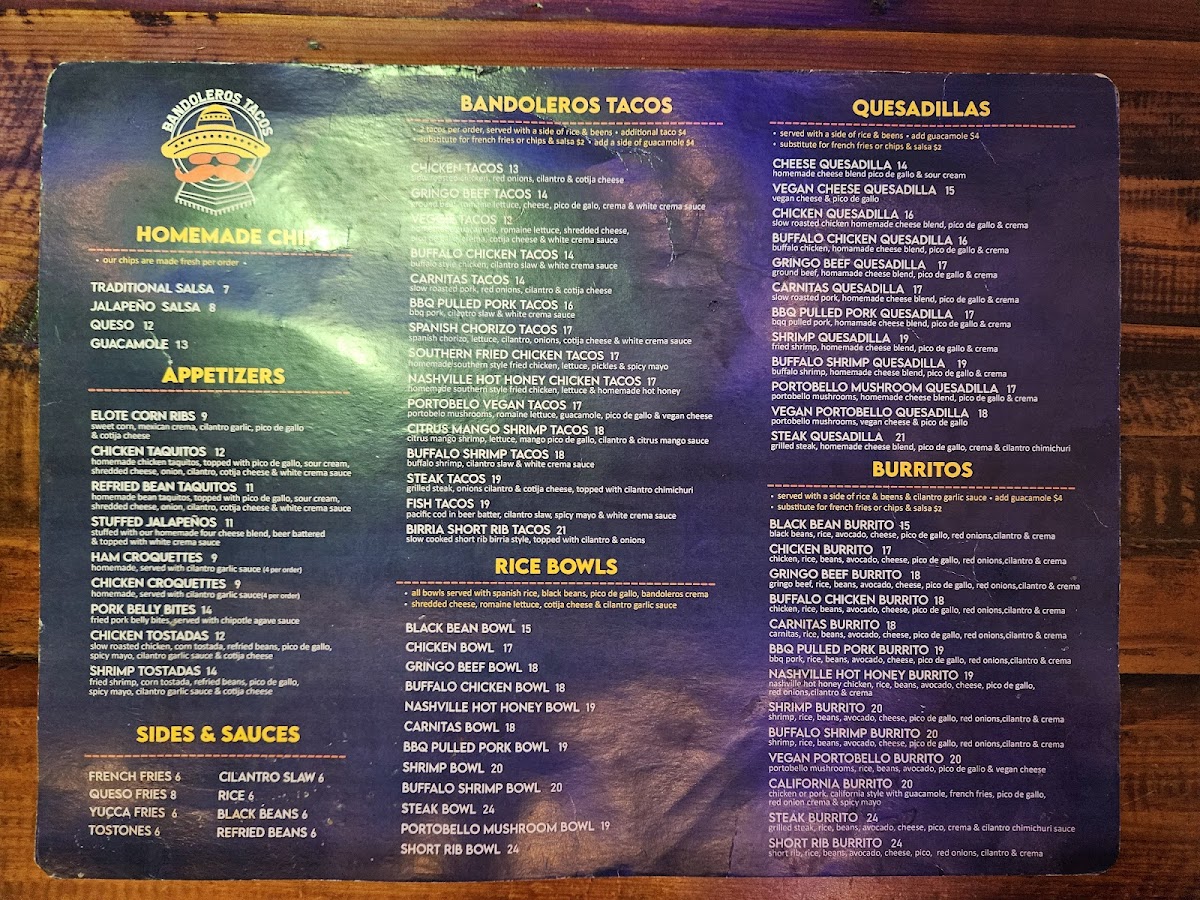 BANDOLEROS TACOS
HOMEMADE
• our chips are made fresh per order •
TRADITIONAL SALSA 7
JALAPEÑO SALSA 8
QUESO 12
GUACAMOLE 13
APPETIZERS
ELOTE CORN RIBS 9
sweet corn, mexican crema, cilantro garlic, pico de gallo
& cotija cheese
CHICKEN TAQUITOS 12
homemade chicken taquitos, topped with pico de gallo, sour cream,
shredded cheese, onion, cilantro, cotija cheese & white crema sauce
REFRIED BEAN TAQUITOS 11
homemade bean taquitos, topped with pico de gallo, sour cream,
shredded cheese, onion, cilantro, cotija cheese & white crema sauce
STUFFED JALAPEÑOS 11
stuffed with our homemade four cheese blend, beer battered
& topped with white crema sauce
HAM CROQUETTES 9
homemade, served with cilantro garlic sauce (4 per order)
CHICKEN CROQUETTES 9
homemade, served with cilantro garlic sauce(4 per order)
PORK BELLY BITES 14
fried pork belly bites, served with chipotle agave sauce
CHICKEN TOSTADAS 12
slow roasted chicken, corn tostada, refried beans, pico de gallo,
spicy mayo, cilantro garlic sauce & cotija cheese
SHRIMP TOSTADAS 14
fried shrimp, corn tostada, refried beans, pico de gallo,
spicy mayo, cilantro garlic sauce & cotija cheese
SIDES & SAUCES
FRENCH FRIES 6
QUESO FRIES 8
YUCCA FRIES 6
TOSTONES 6
CILANTRO SLAW 6
RICE 6
BLACK BEANS 6
REFRIED BEANS 6
BANDOLEROS TACOS
• 2 tacos per order, served with a side of rice & beens • additional taco $4
• substitute for french fries or chips & salsa $2 • add a side of guacamole $4
CHICKEN TACOS 13
slow roasted chicken, red onions, cilantro & cotija cheese
GRINGO BEEF TACOS 14
ground beef, romaine lettuce, cheese, pico de galo, crema & white crema sauce
TACOS 12
guacamole, romaine lettuce, shredded cheese,
crema, cotija cheese & white crema sauce
BUFFALO CHICKEN TACOS 14
buffalo style chicken, cilantro slaw & white crema sauce
CARNITAS TACOS 14
slow roasted pork, red onions, cilantro & cotija cheese
BBQ PULLED PORK TACOS 16
bbq pork, cilantro slaw & white crema sauce
SPANISH CHORIZO TACOS 17
spanish chorizo, lettuce, cilantro, onions, cotija cheese & white crema sauce
SOUTHERN FRIED CHICKEN TACOS 17
homemade southern style fried chicken, lettuce, pickles & spicy mayo
NASHVILLE HOT HONEY CHICKEN TACOS 17
homemade southern style fried chicken, lettuce & homemade hot honey
PORTOBELO VEGAN TACOS 17
portobelo mushrooms, romaine lettuce, guacamole, pico de gallo & vegan cheese
CITRUS MANGO SHRIMP TACOS 18
citrus mango shrimp, lettuce, mango pico de gallo, cilantro & citrus mango sauce
BUFFALO SHRIMP TACOS 18
buffalo shrimp, cilantro slaw & white crema sauce
STEAK TACOS 19
grilled steak, onions cilantro & cotija cheese, topped with cilantro chimichuri
FISH TACOS 19
pacific cod in beer batter, cilantro slaw, spicy mayo & white crema sauce
BIRRIA SHORT RIB TACOS 21
slow cooked short rib birria style, topped with cilantro & onions
RICE BOWLS
• all bowls served with spanish rice, black beans, pico de gallo, bandoleros crema
• shredded cheese, romaine lettuce, cotija cheese & cilantro garlic sauce
BLACK BEAN BOWL 15
CHICKEN BOWL 17
GRINGO BEEF BOWL 18
BUFFALO CHICKEN BOWL 18
NASHVILLE HOT HONEY BOWL 19
CARNITAS BOWL 18
BBQ PULLED PORK BOWL 19
SHRIMP BOWL 20
BUFFALO SHRIMP BOWL 20
STEAK BOWL 24
PORTOBELLO MUSHROOM BOWL 19
SHORT RIB BOWL 24
QUESADILLAS
• served with a side of rice & beens • add guacamole $4
• substitute for french fries or chips & salsa $2
CHEESE QUESADILLA 14
homemade cheese blend pico de gallo & sour cream
VEGAN CHEESE QUESADILLA 15
vegan cheese & pico de gallo
CHICKEN QUESADILLA 16
slow roasted chicken homemade cheese blend, pico de gallo & crema
BUFFALO CHICKEN QUESADILLA 16
buffalo chicken, homamade cheese blend, pico de gallo & crema
GRINGO BEEF QUESADILLA 17
ground beef, homamade cheese blend, pico de gallo & crema
CARNITAS QUESADILLA 17
slow roasted pork, homemade cheese blend, pico de gallo & crema
BBQ PULLED PORK QUESADILLA 17
bqq pulled pork, homemade cheese blend, pico de gallo & crema
SHRIMP QUESADILLA 19
fried shrimp, homemade cheese blend, pico de gallo & crema
BUFFALO SHRIMP QUESADILLA 19
buffalo shrimp, homemade cheese blend, pico de gallo & crema
PORTOBELLO MUSHROOM QUESADILLA 17
portobello mushrooms, homemade cheese blend, pico de gallo & crema
VEGAN PORTOBELLO QUESADILLA 18
portobello mushrooms, vegan cheese & pico de gallo
STEAK QUESADILLA 21
grilled steak, homemade cheese blend, pico de gallo, crema & cilantro chimichuri
BURRITOS
• served with a side of rice & beens & cilantro garlic sauce • add guacamole $4
• substitute for french fries or chips & salsa $2
BLACK BEAN BURRITO 15
black beans, rice, avocado, cheese, pico de gallo, red onions,cilantro & crema
CHICKEN BURRITO 17
chicken, rice, beans, avocado, cheese, pico de gallo, red onions,cilantro & crema
GRINGO BEEF BURRITO 18
gringo beef, rice, beans, avocado, cheese, pico de gallo, red onions,cilantro & crema
BUFFALO CHICKEN BURRITO 18
chicken, rice, beans, avocado, cheese, pico de gallo, red onions,cilantro & crema
CARNITAS BURRITO 18
carnitas, rice, beans, avocado, cheese, pico de gallo, red onions,cilantro & crema
BBQ PULLED PORK BURRITO 19
bbq pork, rice, beans, avocado, cheese, pico de gallo, red onions,cilantro & crema
NASHVILLE HOT HONEY BURRITO 19
nashville hot honey chicken, rice, beans, avocado, cheese, pico de gallo,
red onions,cilantro & crema
SHRIMP BURRITO 20
shrimp, rice, beans, avocado, cheese, pico de gallo, red onions,cilantro & crema
BUFFALO SHRIMP BURRITO 20
shrimp, rice, beans, avocado, cheese, pico de gallo, red onions,cilantro & crema
VEGAN PORTOBELLO BURRITO 20
portobello mushrooms, rice, beans, avocado, pico de gallo & vegan cheese
CALIFORNIA BURRITO 20
chicken or pork, california style with guacamole, french fries, pico de gallo,
red onion crema & spicy mayo
STEAK BURRITO 24
grilled steak, rice, beans, avocado, cheese, pico, crema & cilantro chimichuri sauce
SHORT RIB BURRITO 24
short rib, rice, beans, avocado, cheese, pico, red onions, cilantro & crema